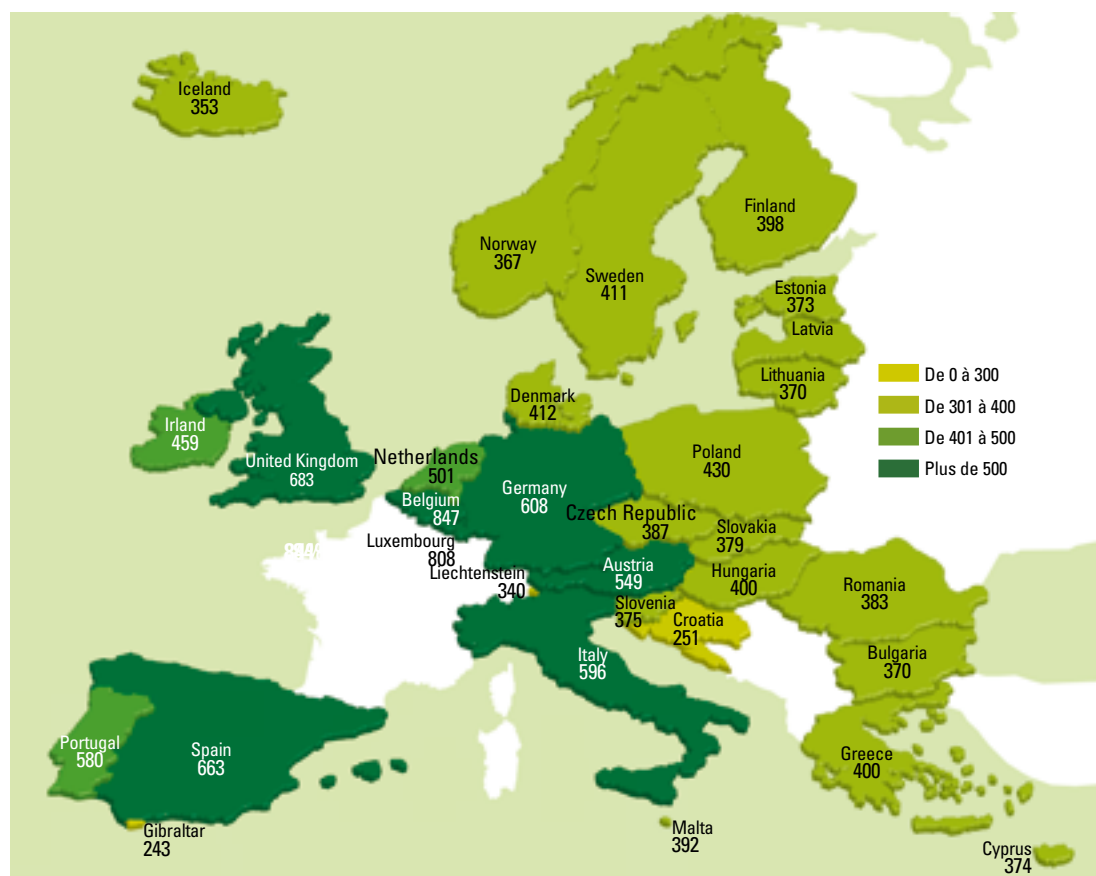 Iceland
353
Finland
398
Norway
367
Sweden
411
Estonia
373
Latvia
Lithuania
370
De 0 à 300
De 301 à 400
De 401 à 500
Plus de 500
Denmark
412
Irland
459
United Kingdom
683
Netherlands
501
Belgium
847
Germany
608
Poland
430
Czech Republic
387
Slovakia
379
Luxembourg
808
Liechtenstein
340
Austria
549
Hungaria
400
Romania
383
Slovenia
375
Croatia
251
Italy
596
Bulgaria
370
Portugal
580
Spain
663
Greece
400
Gibraltar
243
Malta
392
Cyprus
374